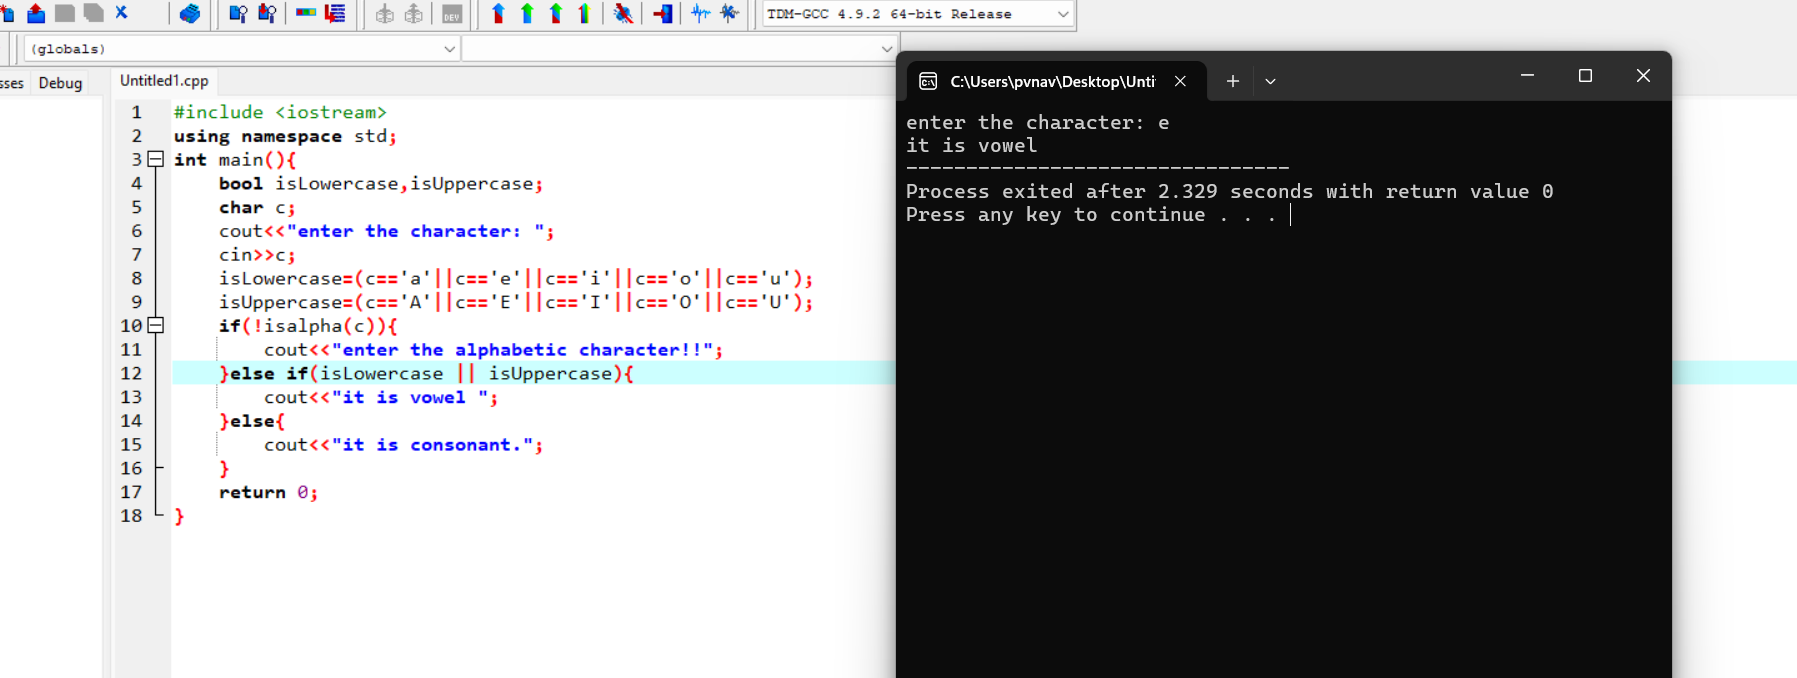 DEV
TDM-GCC 4.9.2 64-bit Release
(globals)
sses Debug
Untitled1.cpp
1 #include <iostream>
2 using namespace std;
3 int main(){
4 bool isLowercase,isUppercase;
5 char c;
6 cout<<"enter the character: ";
7 cin>>c;
8 isLowercase=(c=='a'||c=='e'||c=='i'||c=='o'||c=='u');
9 isUppercase=(c=='A'||c=='E'||c=='I'||c=='O'||c=='U');
10 if(!isalpha(c)){
11 cout<<"enter the alphabetic character!!";
12 }else if(isLowercase || isUppercase){
13 cout<<"it is vowel ";
14 }else{
15 cout<<"it is consonant.";
16 }
17 return 0;
18 }
C:\Users\pvnav\Desktop\Unti
enter the character: e
it is vowel
--------------------------------
Process exited after 2.329 seconds with return value 0
Press any key to continue . . .